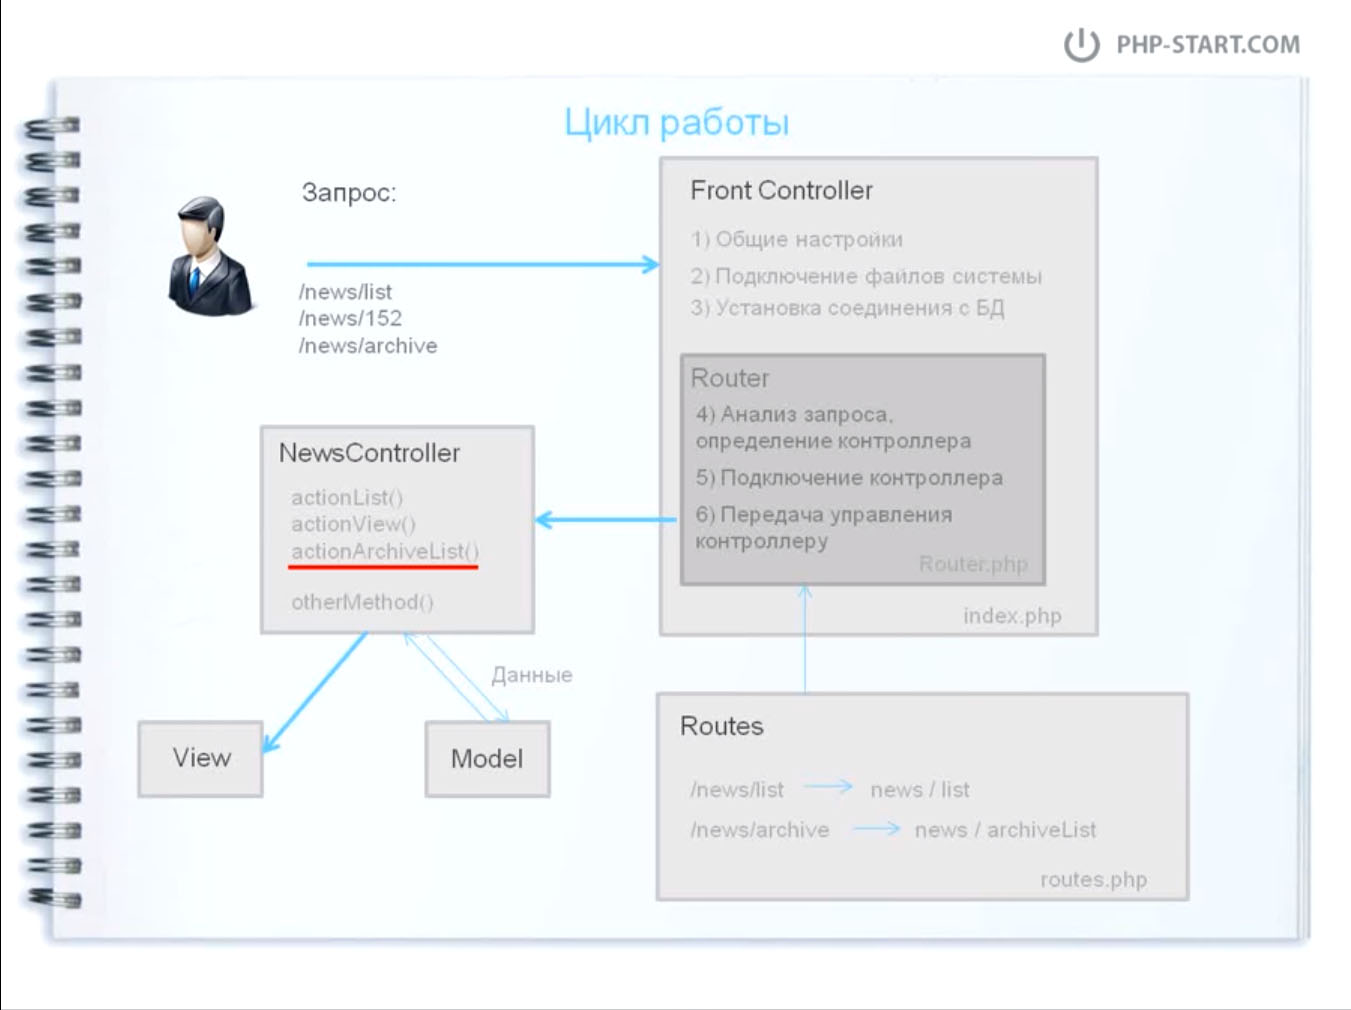 PHP-START.COM
Цикл работы
Запрос:
/news/list
/news/152
/news/archive
Front Controller
1) Общие настройки
2) Подключение файлов системы
3) Установка соединения с БД
Router
4) Анализ запроса,
определение контроллера
5) Подключение контроллера
6) Передача управления
контроллеру
Router.php
index.php
NewsController
actionList()
actionView()
actionArchiveList()
otherMethod()
Данные
View
Model
Routes
/news/list news / list
/news/archive news / archiveList
routes.php